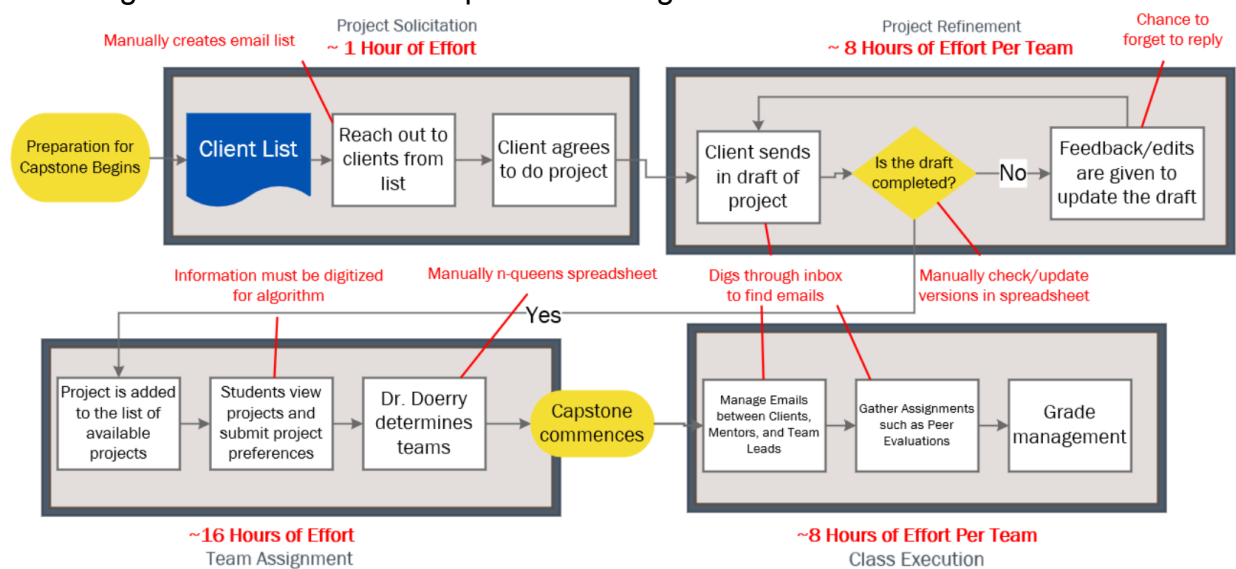 Project Solicitation
~ 1 Hour of Effort
Manually creates email list
Project Refinement
~ 8 Hours of Effort Per Team
Chance to
forget to reply
Preparation for
Capstone Begins
Client List
Reach out to
clients from
list
Client agrees
to do project
Client sends
in draft of
project
Is the draft
completed?
No
Feedback/edits
are given to
update the draft
Information must be digitized
for algorithm
Manually n-queens spreadsheet
Digs through inbox
to find emails
Manually check/update
versions in spreadsheet
Yes
Project is added
to the list of
available
projects
Students view
projects and
submit project
preferences
Dr. Doerry
determines
teams
Capstone
commences
Manage Emails
between Clients,
Mentors, and Team
Leads
Gather Assignments
such as Peer
Evaluations
Grade
management
~16 Hours of Effort
Team Assignment
~8 Hours of Effort Per Team
Class Execution